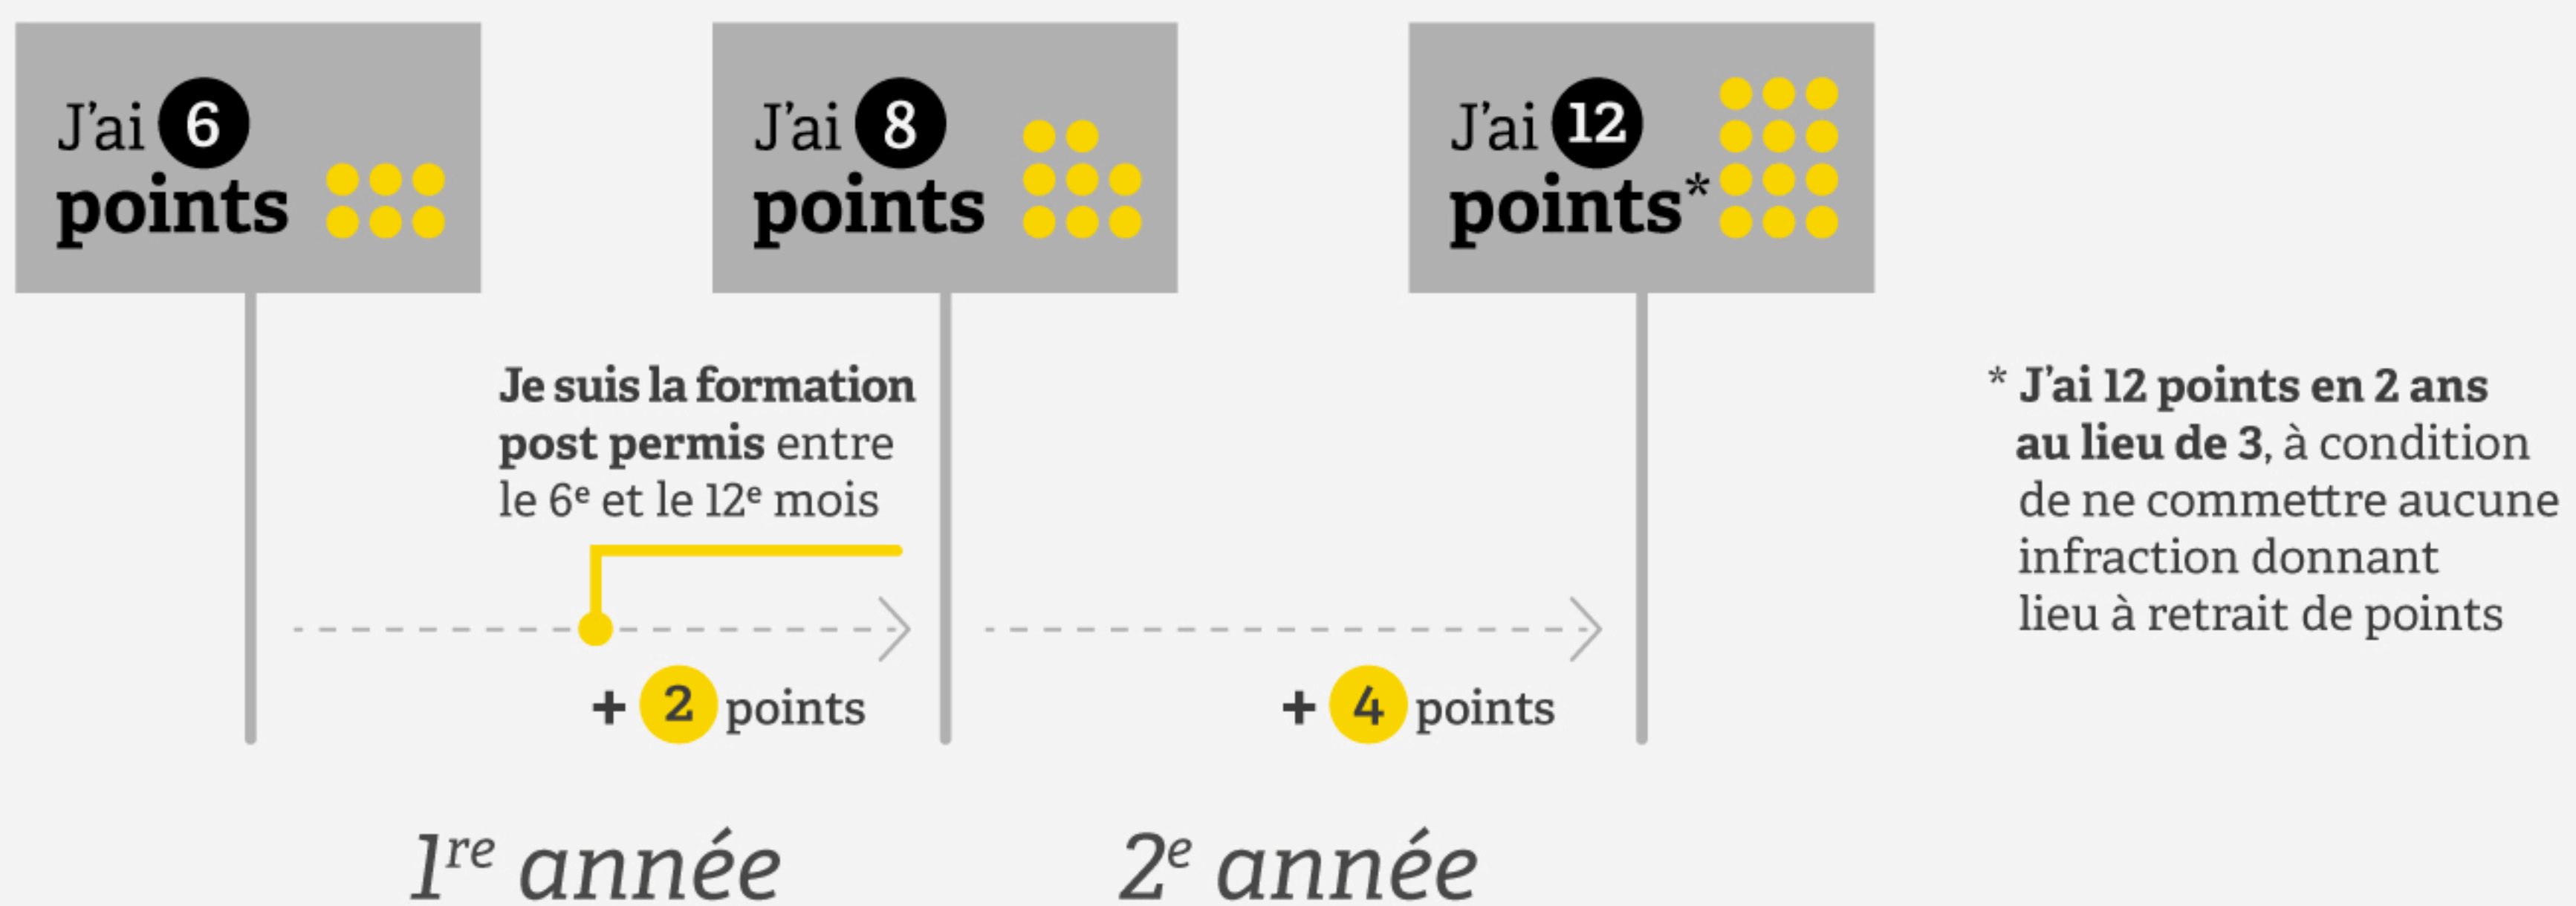 J'ai 6
points
J'ai 8
points
J'ai 12
points*
Je suis la formation
post permis entre
le 6e et le 12e mois
+ 2 points
+ 4 points
* J'ai 12 points en 2 ans
au lieu de 3, à condition
de ne commettre aucune
infraction donnant
lieu à retrait de points
1re année
2e année